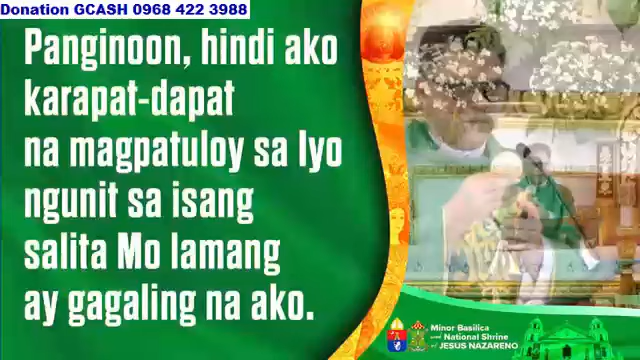 Donation GCASH 0968 422 3988
Panginoon, hindi ako
karapat-dapat
na magpatuloy sa Iyo
ngunit sa isang
salita Mo lamang
ay gagaling na ako.
Minor Basilica
and National Shrine
of JESUS NAZARENO